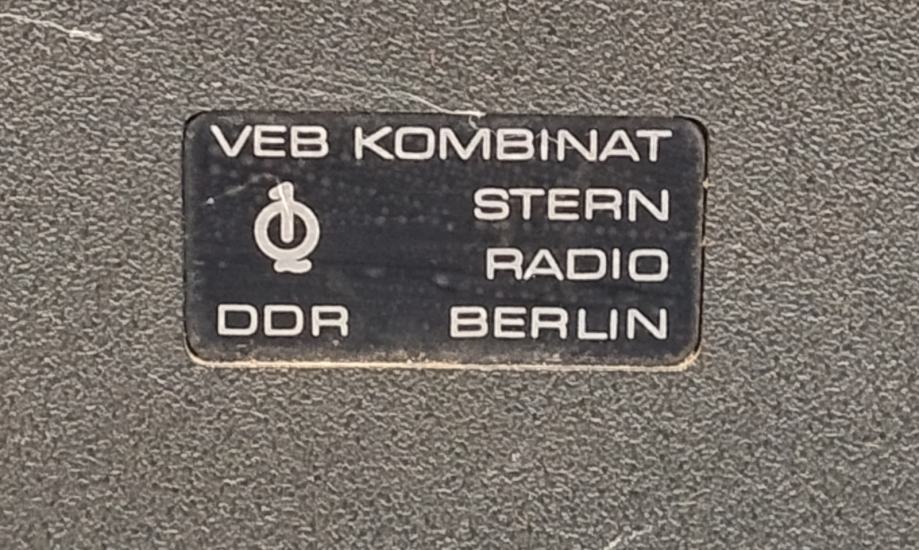 VEB KOMBINAT
STERN
RADIO
DDR BERLIN